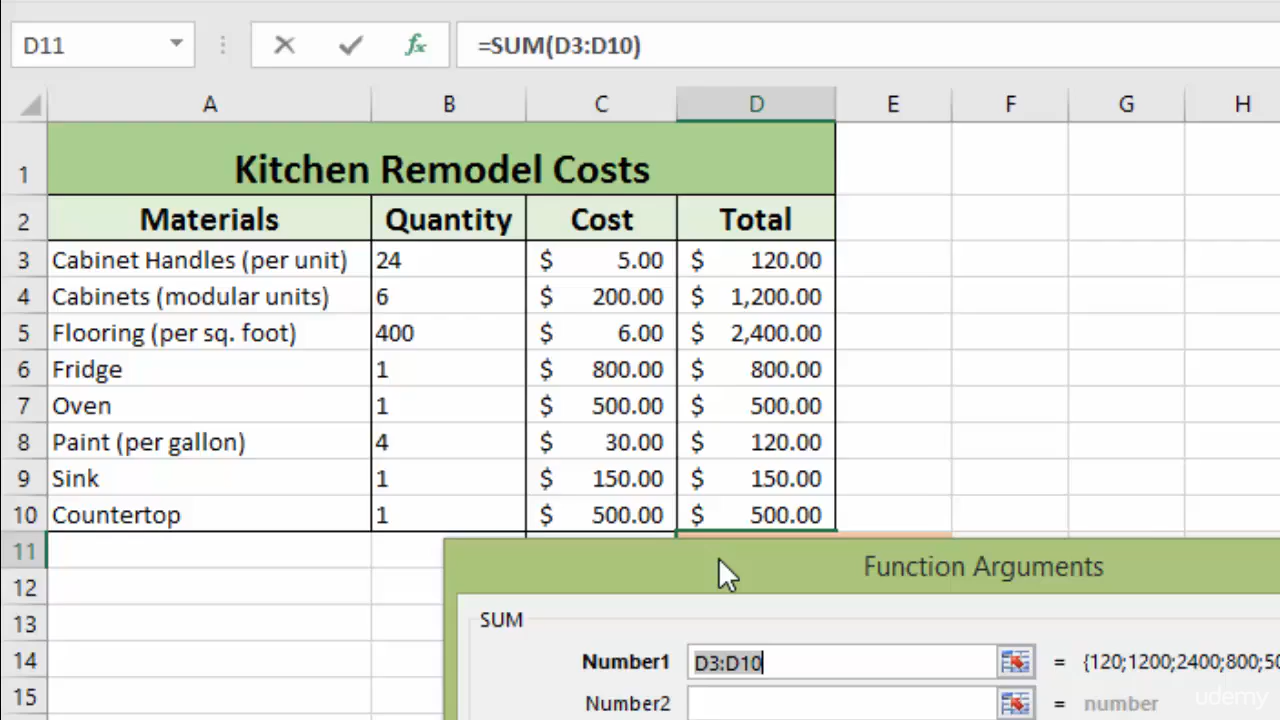 D11 =SUM(D3:D10)
A B C D E F G H
1 Kitchen Remodel Costs
2 Materials Quantity Cost Total
3 Cabinet Handles (per unit) 24 $ 5.00 $ 120.00
4 Cabinets (modular units) 6 $ 200.00 $ 1,200.00
5 Flooring (per sq. foot) 400 $ 6.00 $ 2,400.00
6 Fridge 1 $ 800.00 $ 800.00
7 Oven 1 $ 500.00 $ 500.00
8 Paint (per gallon) 4 $ 30.00 $ 120.00
9 Sink 1 $ 150.00 $ 150.00
10 Countertop 1 $ 500.00 $ 500.00
11
Function Arguments
12
13 SUM
14 Number1 D3:D10 = {120;1200;2400;800;50
15 Number2 = number
udemy